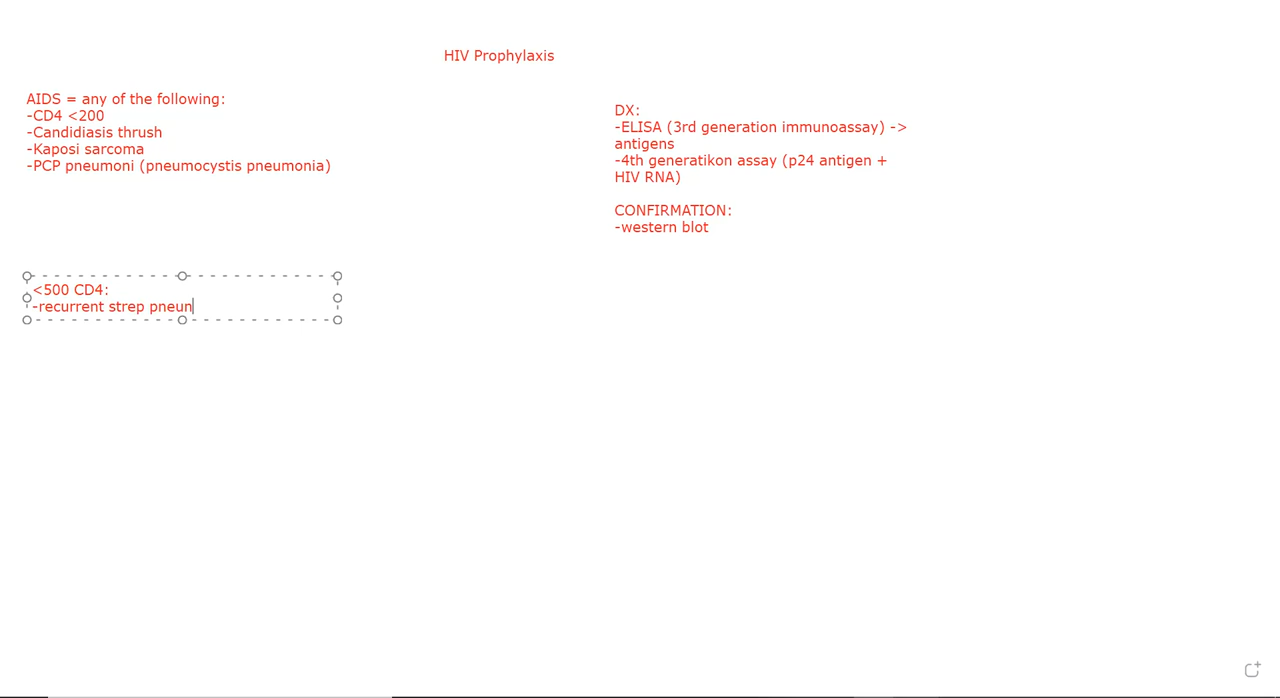 HIV Prophylaxis
AIDS = any of the following:
-CD4 <200
-Candidiasis thrush
-Kaposi sarcoma
-PCP pneumoni (pneumocystis pneumonia)
DX:
-ELISA (3rd generation immunoassay) ->
antigens
-4th generatikon assay (p24 antigen +
HIV RNA)
CONFIRMATION:
-western blot
<500 CD4:
-recurrent strep pneun